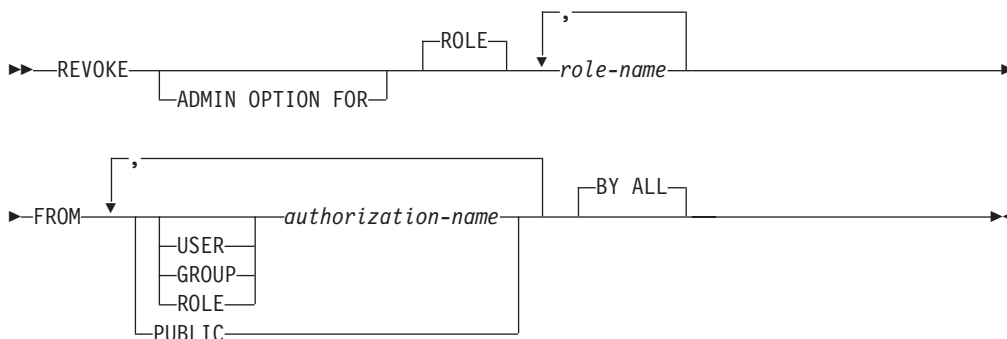 ,
ROLE
REVOKE role-name
ADMIN OPTION FOR
,
BY ALL
FROM authorization-name
USER
GROUP
ROLE
PUBLIC